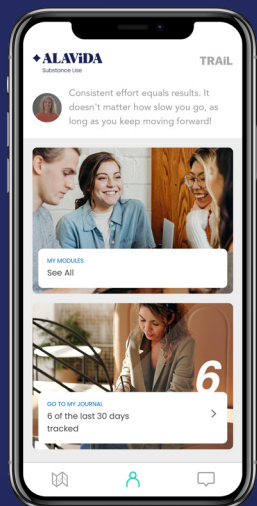 ALAViDA
TRAiL
Substance Use
Consistent effort equals results. It
doesn't matter how slow you go, as
long as you keep moving forward!
MY MODULES
See All
6
GO TO MY JOURNAL
6 of the last 30 days
tracked